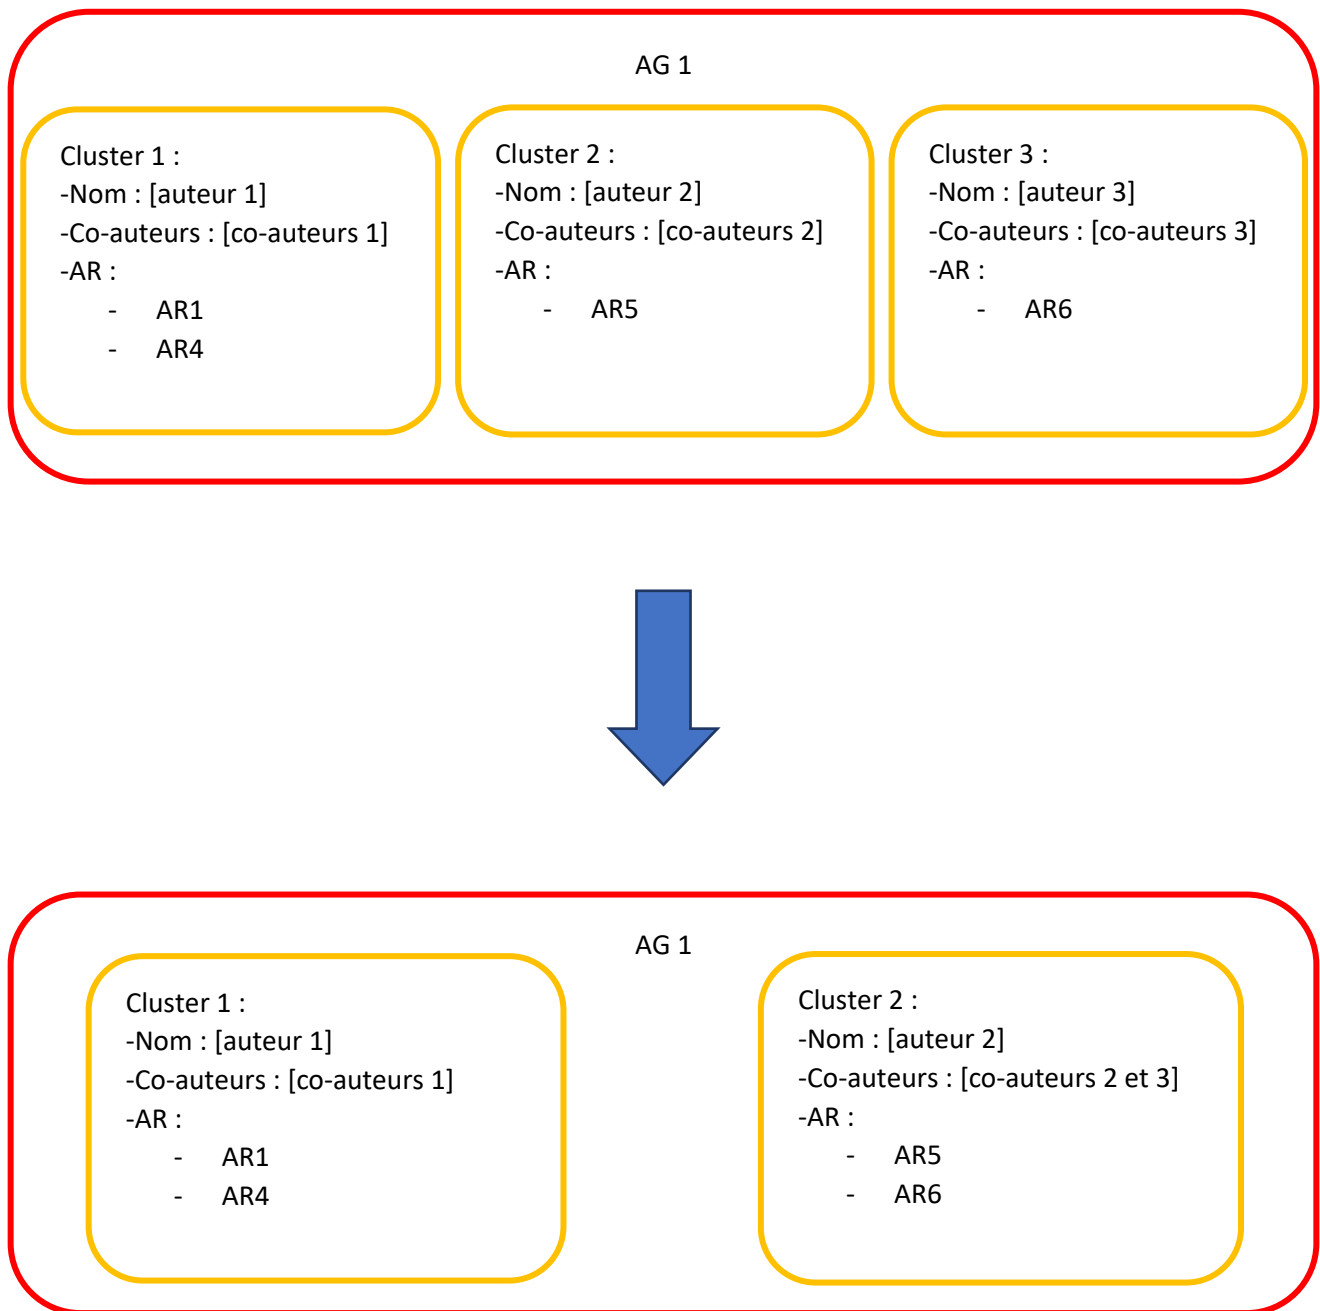 AG 1
Cluster 1 :
-Nom : [auteur 1]
-Co-auteurs : [co-auteurs 1]
-AR :
- AR1
- AR4
Cluster 2 :
-Nom : [auteur 2]
-Co-auteurs : [co-auteurs 2]
-AR :
- AR5
Cluster 3 :
-Nom : [auteur 3]
-Co-auteurs : [co-auteurs 3]
-AR :
- AR6
AG 1
Cluster 1 :
-Nom : [auteur 1]
-Co-auteurs : [co-auteurs 1]
-AR :
- AR1
- AR4
Cluster 2 :
-Nom : [auteur 2]
-Co-auteurs : [co-auteurs 2 et 3]
-AR :
- AR5
- AR6